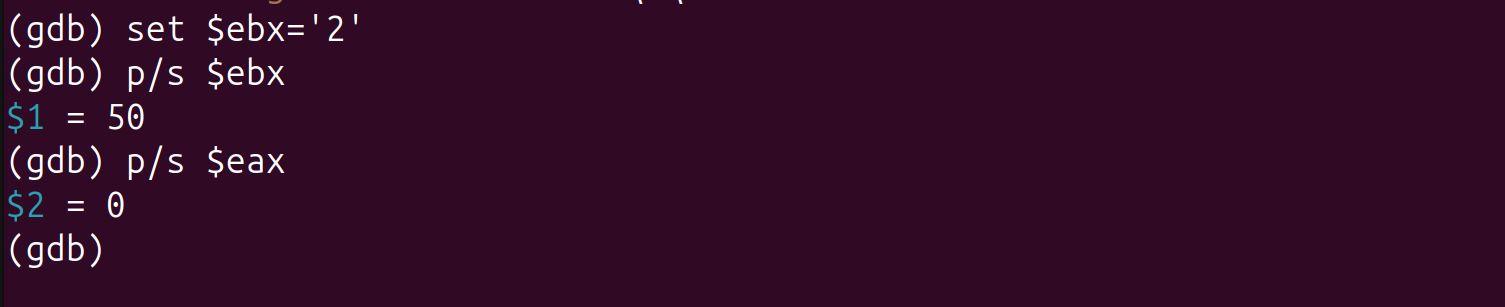 (gdb) set $ebx='2'
(gdb) p/s $ebx
$1 = 50
(gdb) p/s $eax
$2 = 0
(gdb)